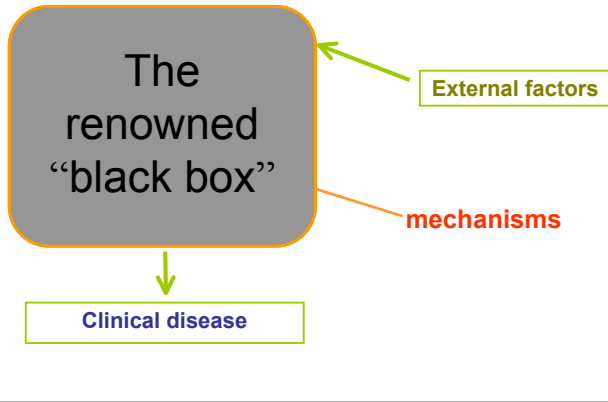 The
renowned
“black box”
External factors
mechanisms
Clinical disease